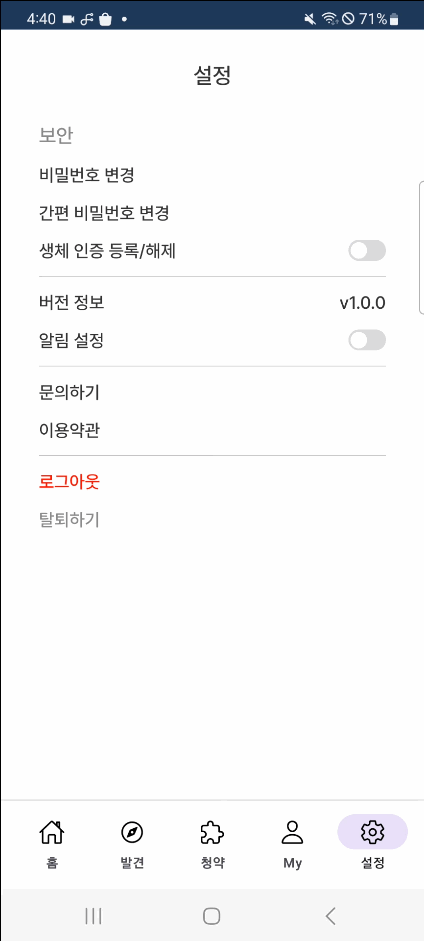 4:40 71%
설정
보안
비밀번호 변경
간편 비밀번호 변경
생체 인증 등록/해제
버전 정보 v1.0.0
알림 설정
문의하기
이용약관
로그아웃
탈퇴하기
홈 발견 청약 My 설정